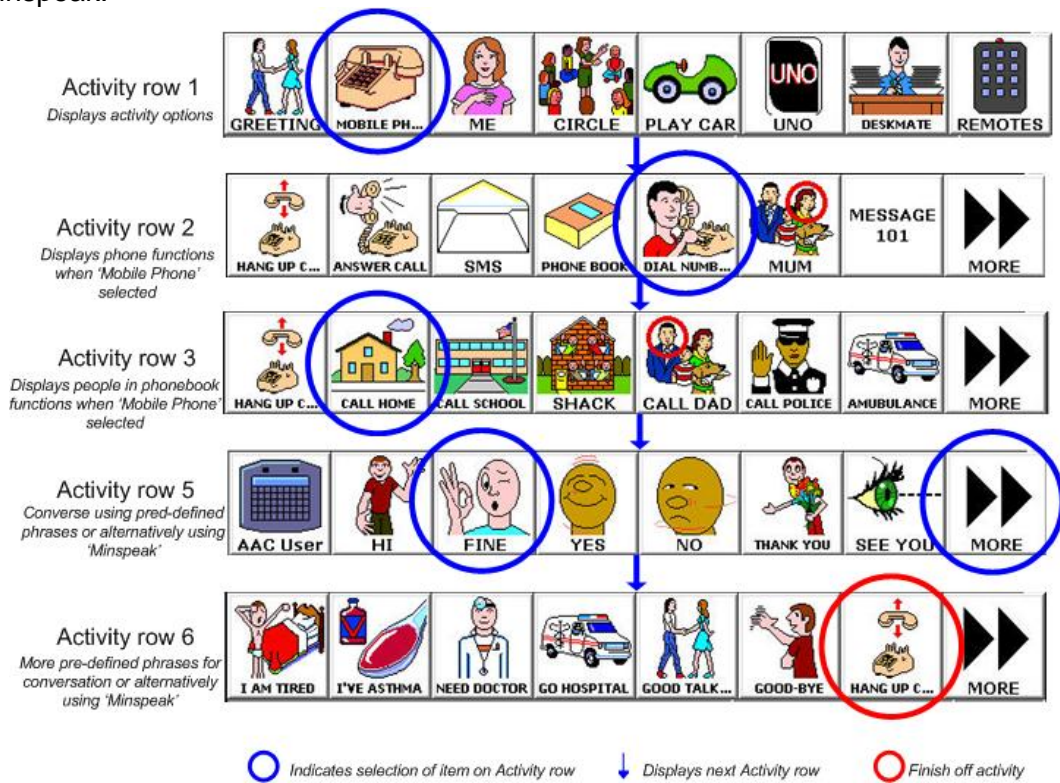 Activity row 1
Displays activity options
GREETING MOBILE PH... ME CIRCLE PLAY CAR UNO DESKMATE REMOTES
UNO
Activity row 2
Displays phone functions
when 'Mobile Phone'
selected
HANG UP C... ANSWER CALL SMS PHONE BOOK DIAL NUMB... MUM MESSAGE
101 MORE
Activity row 3
Displays people in phonebook
functions when 'Mobile Phone'
selected
HANG UP C... CALL HOME CALL SCHOOL SHACK CALL DAD CALL POLICE AMUBULANCE MORE
Activity row 5
Converse using pred-defined
phrases or alternatively using
'Minspeak'
AAC User HI FINE YES NO THANK YOU SEE YOU MORE
Activity row 6
More pre-defined phrases for
conversation or alternatively
using 'Minspeak'
I AM TIRED I'VE ASTHMA NEED DOCTOR GO HOSPITAL GOOD TALK... GOOD-BYE HANG UP C... MORE
Indicates selection of item on Activity row Displays next Activity row Finish off activity